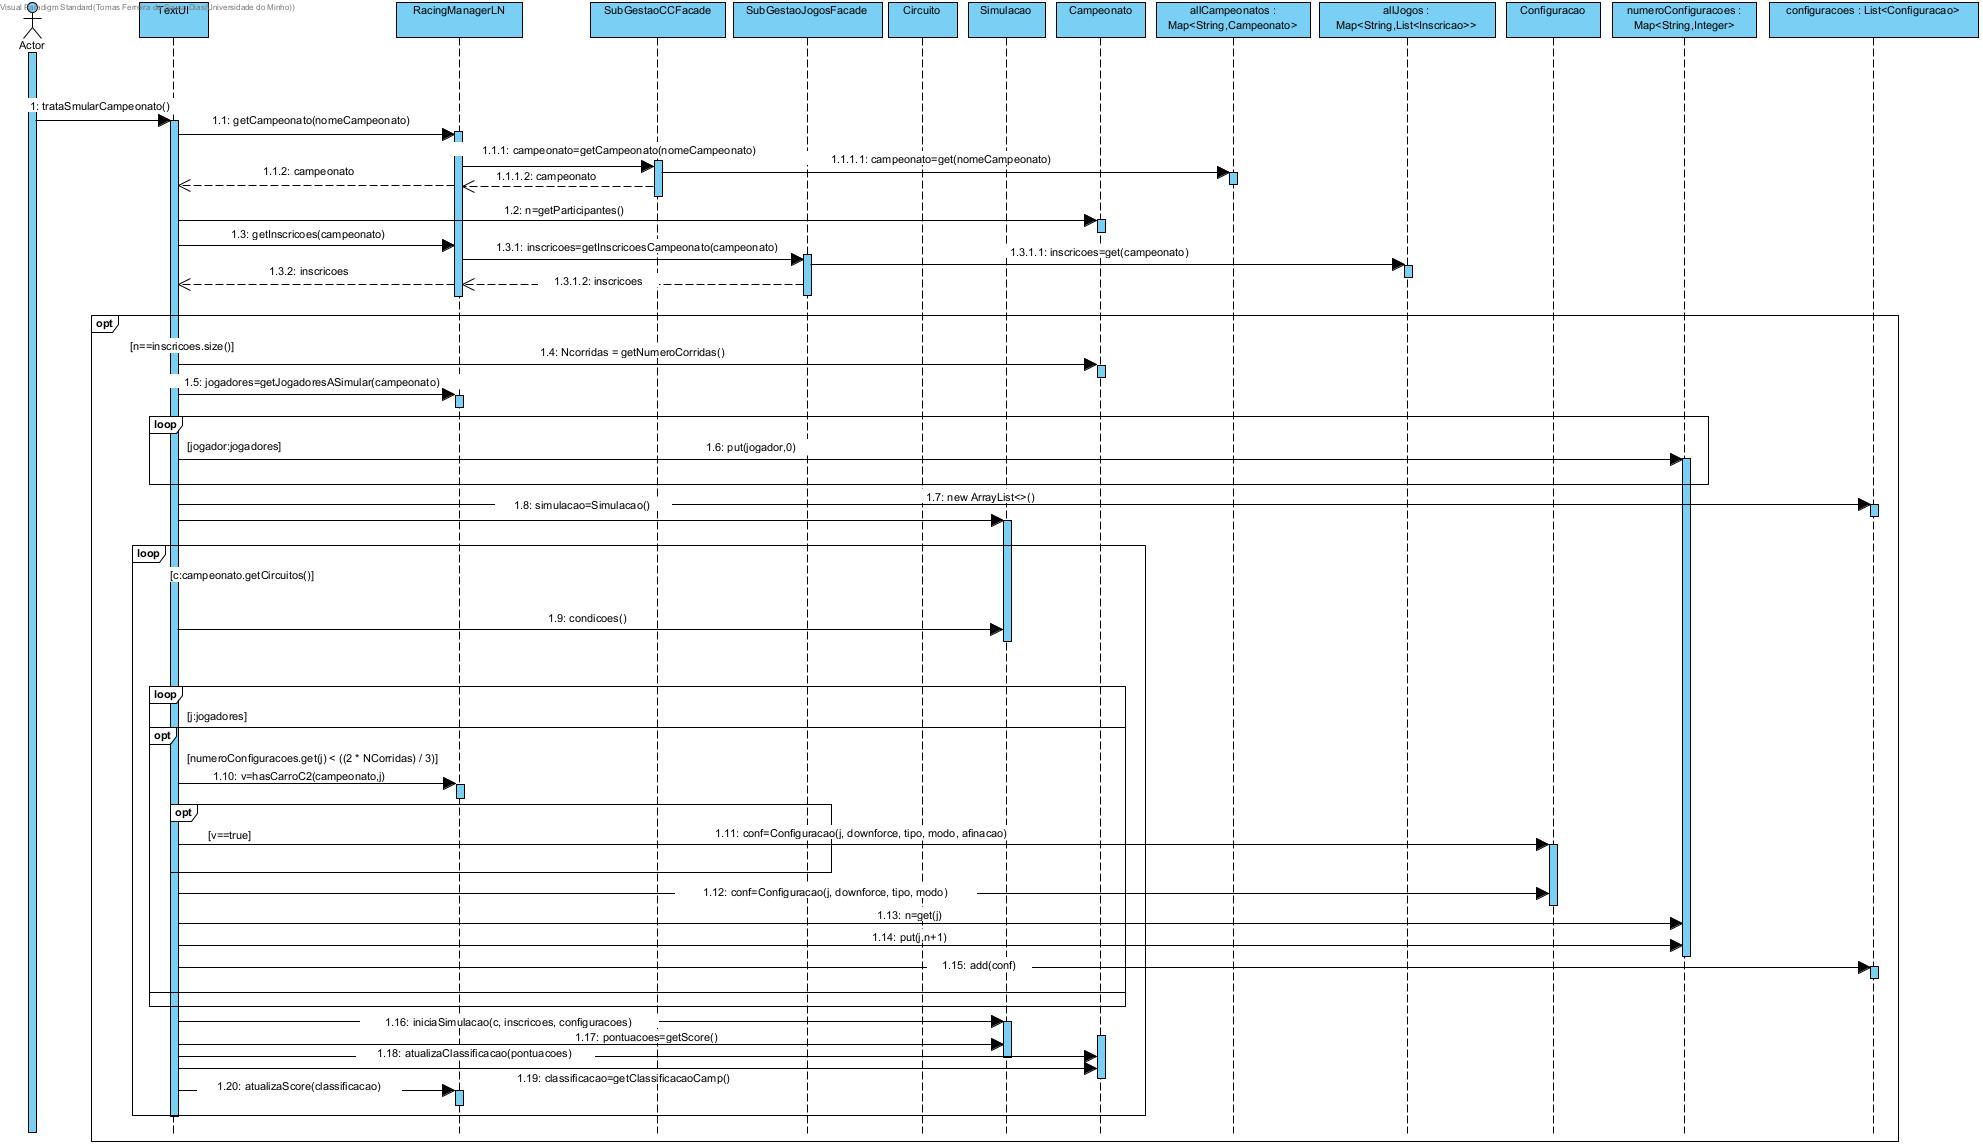 Visual Paradigm Standard(Tomas Ferreira Universidade do Minho))
Actor
TextUI
RacingManagerLN
SubGestaoCCFacade
SubGestaoJogosFacade
Circuito
Simulacao
Campeonato
allCampeonatos :
Map<String,Campeonato>
allJogos :
Map<String,List<Inscricao>>
Configuracao
numeroConfiguracoes :
Map<String,Integer>
configuracoes : List<Configuracao>
1: trataSmularCampeonato()
1.1: getCampeonato(nomeCampeonato)
1.1.1: campeonato=getCampeonato(nomeCampeonato)
1.1.1.1: campeonato=get(nomeCampeonato)
1.1.2: campeonato
1.1.1.2: campeonato
1.2: n=getParticipantes()
1.3: getInscricoes(campeonato)
1.3.1: inscricoes=getInscricoesCampeonato(campeonato)
1.3.1.1: inscricoes=get(campeonato)
1.3.2: inscricoes
1.3.1.2: inscricoes
opt
[n==inscricoes.size()]
1.4: Ncorridas = getNumeroCorridas()
1.5: jogadores=getJogadoresASimular(campeonato)
loop
[jogador:jogadores]
1.6: put(jogador,0)
1.7: new ArrayList<>()
1.8: simulacao=Simulacao()
loop
[c:campeonato.getCircuitos()]
1.9: condicoes()
loop
[j:jogadores]
opt
[numeroConfiguracoes.get(j) < ((2 * NCorridas) / 3)]
1.10: v=hasCarroC2(campeonato,j)
opt
[v==true]
1.11: conf=Configuracao(j, downforce, tipo, modo, afinacao)
1.12: conf=Configuracao(j, downforce, tipo, modo)
1.13: n=get(j)
1.14: put(j,n+1)
1.15: add(conf)
1.16: iniciaSimulacao(c, inscricoes, configuracoes)
1.17: pontuacoes=getScore()
1.18: atualizaClassificacao(pontuacoes)
1.19: classificacao=getClassificacaoCamp()
1.20: atualizaScore(classificacao)